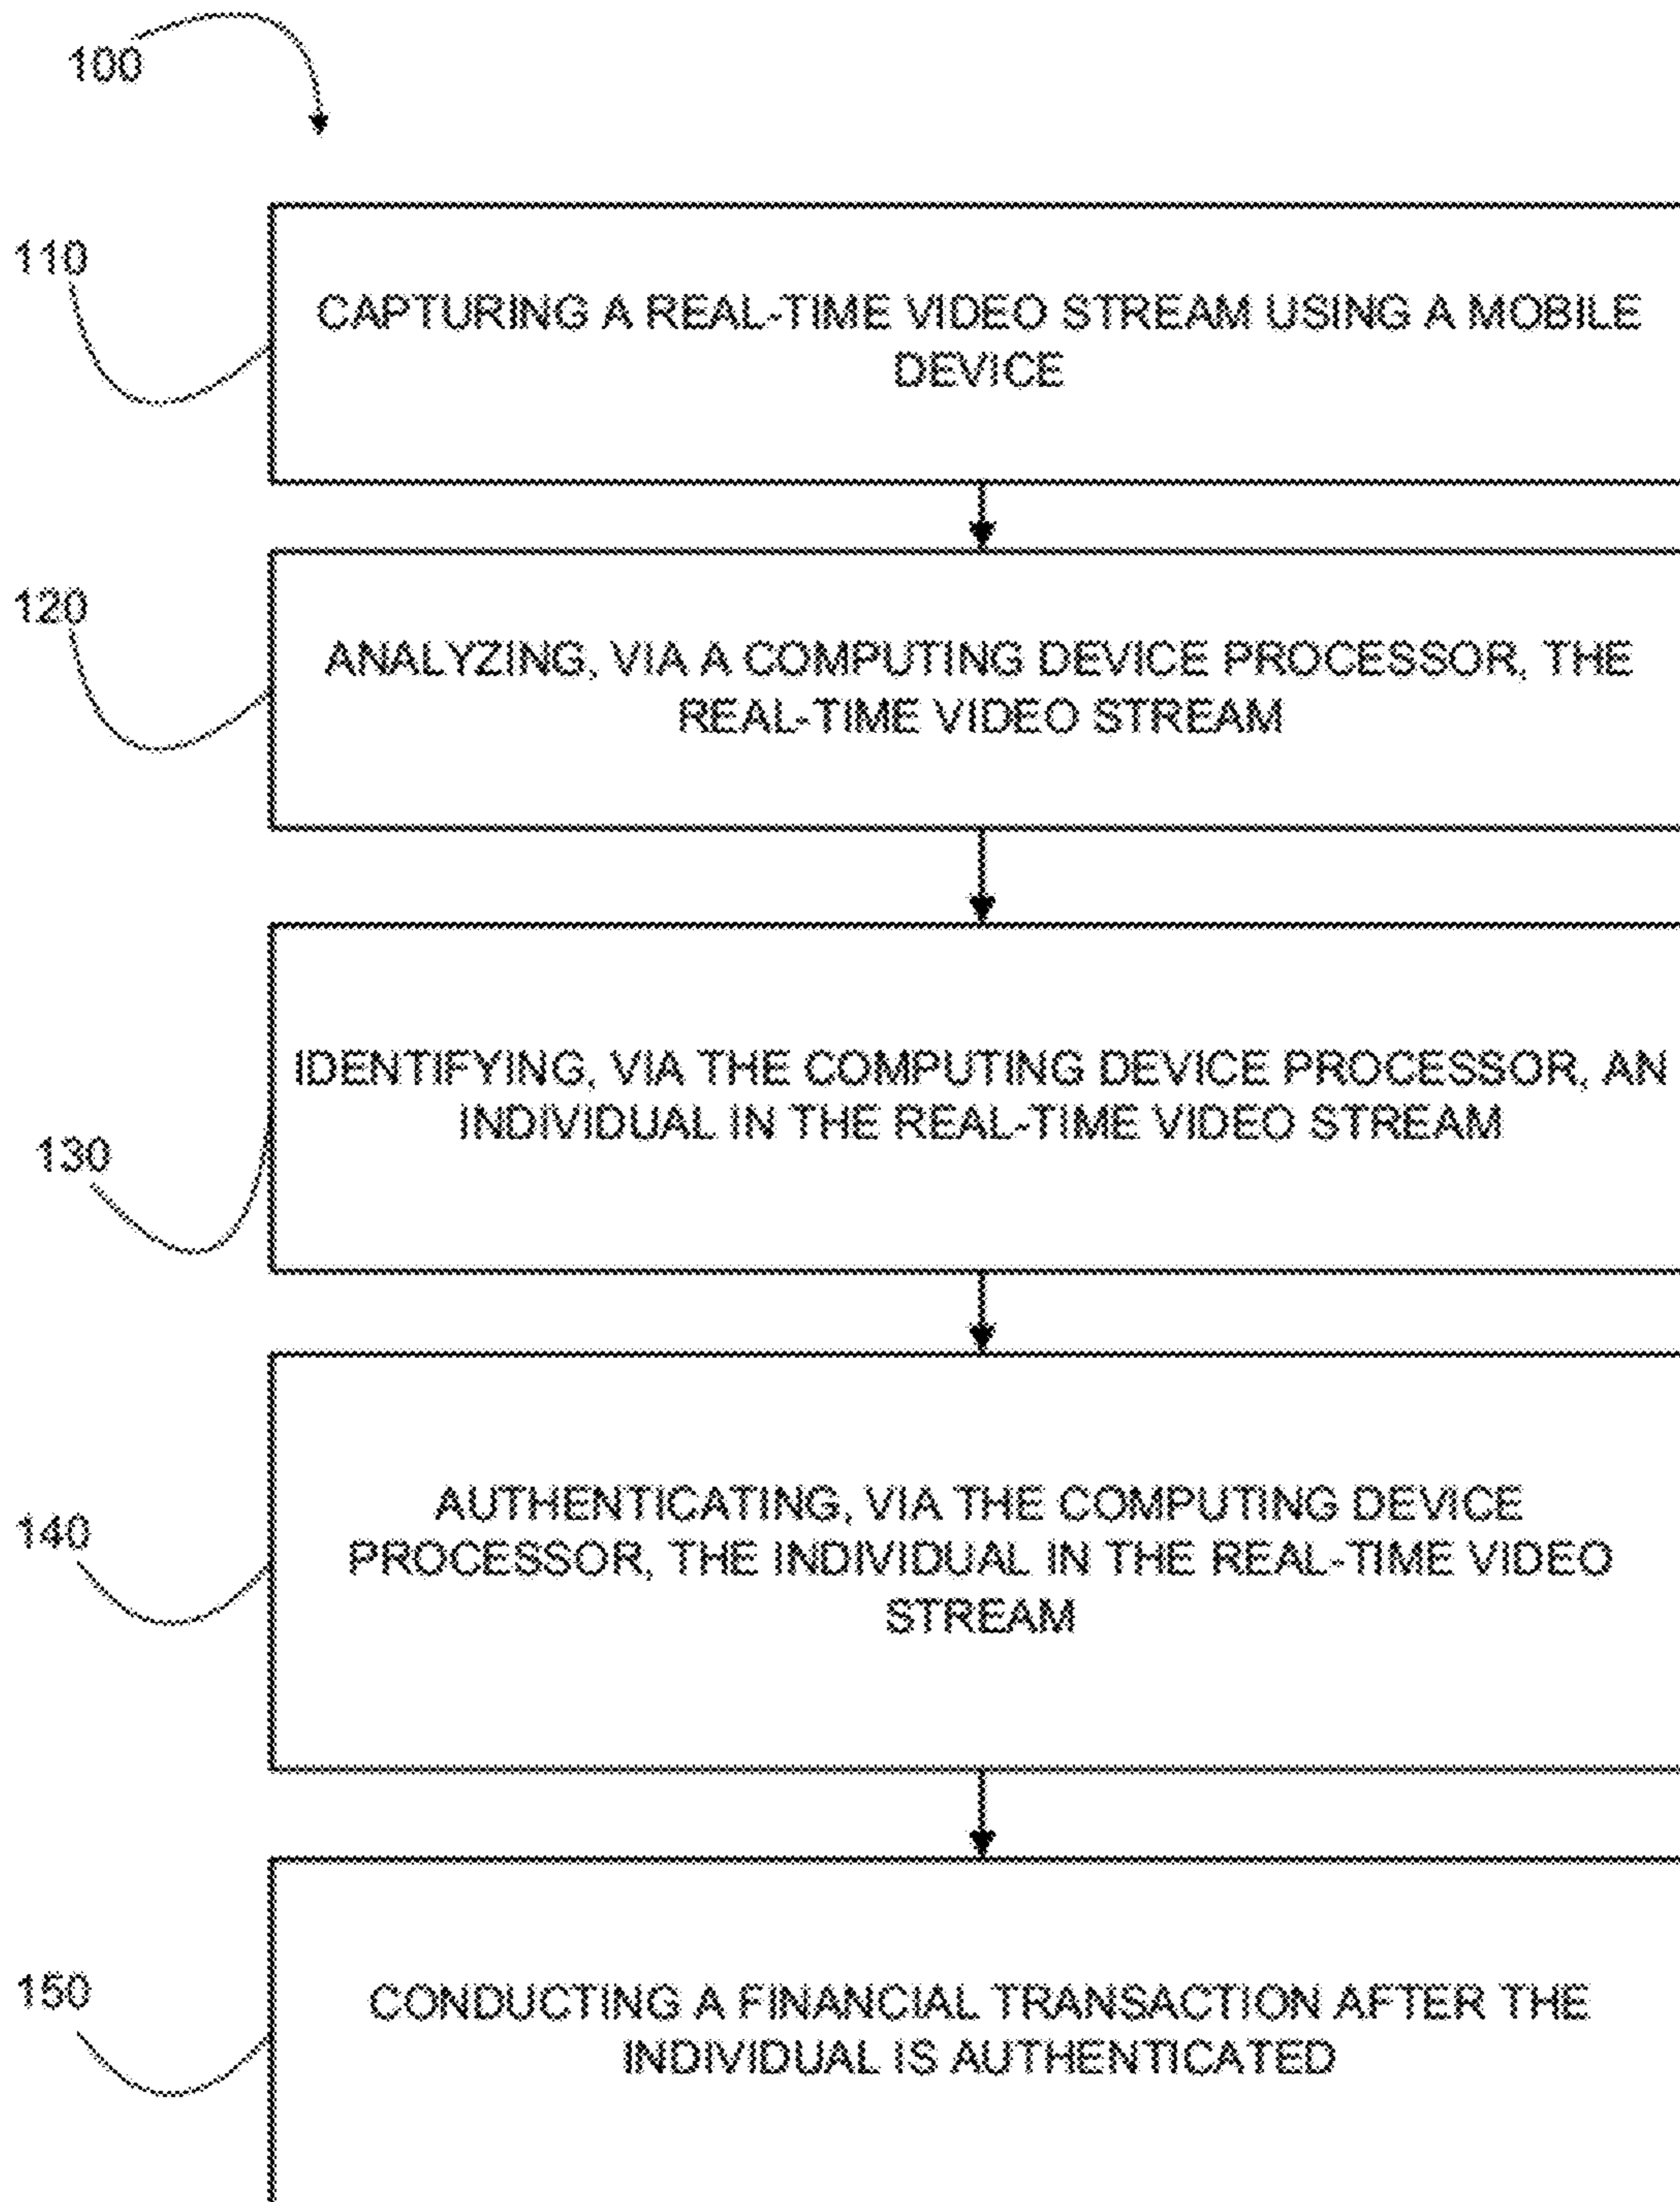 100
110
CAPTURING A REAL-TIME VIDEO STREAM USING A MOBILE
DEVICE
120
ANALYZING, VIA A COMPUTING DEVICE PROCESSOR, THE
REAL-TIME VIDEO STREAM
130
IDENTIFYING, VIA THE COMPUTING DEVICE PROCESSOR, AN
INDIVIDUAL IN THE REAL-TIME VIDEO STREAM
140
AUTHENTICATING, VIA THE COMPUTING DEVICE
PROCESSOR, THE INDIVIDUAL IN THE REAL-TIME VIDEO
STREAM
150
CONDUCTING A FINANCIAL TRANSACTION AFTER THE
INDIVIDUAL IS AUTHENTICATED